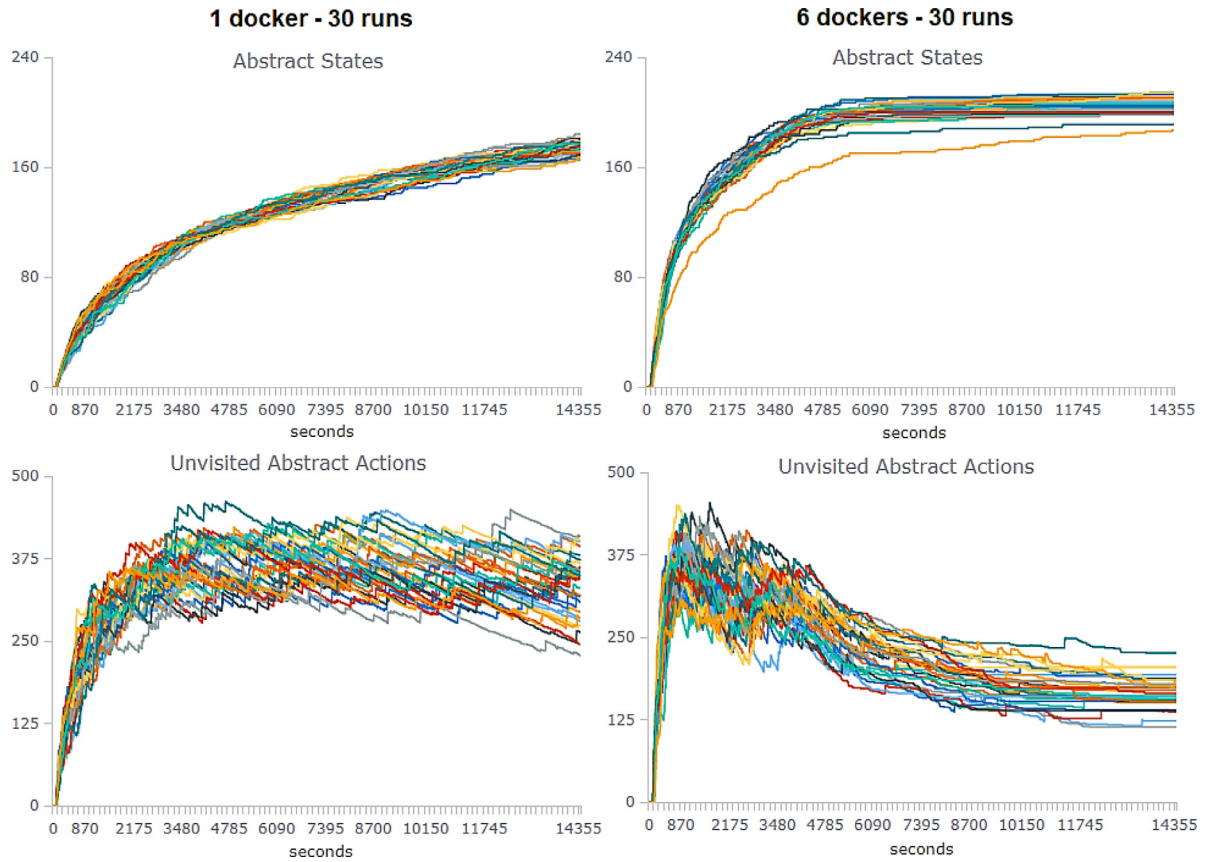 1 docker - 30 runs
6 dockers - 30 runs
Abstract States
240
160
80
0
0 870 2175 3480 4785 6090 7395 8700 10150 11745 14355
seconds
Abstract States
240
160
80
0
0 870 2175 3480 4785 6090 7395 8700 10150 11745 14355
seconds
Unvisited Abstract Actions
500
375
250
125
0
0 870 2175 3480 4785 6090 7395 8700 10150 11745 14355
seconds
Unvisited Abstract Actions
500
375
250
125
0
0 870 2175 3480 4785 6090 7395 8700 10150 11745 14355
seconds